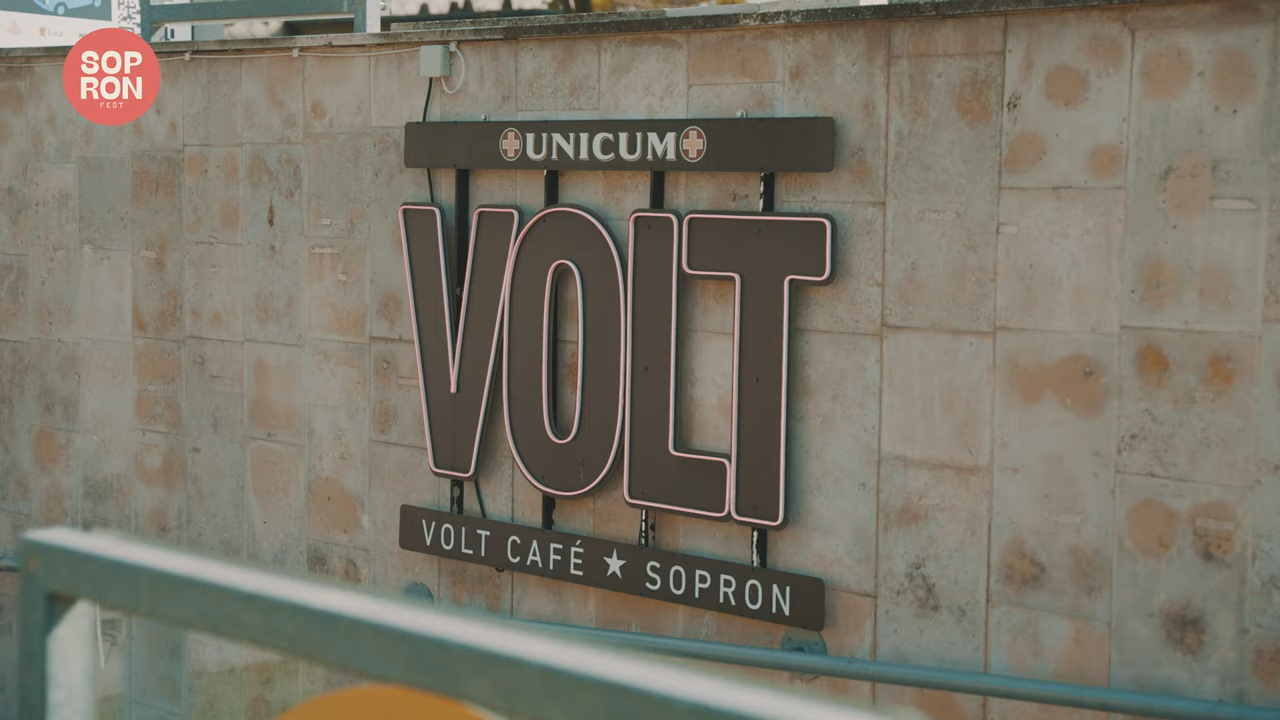 SOP
RON
FEST
UNICUM
VOLT
VOLT CAFÉ ★ SOPRON